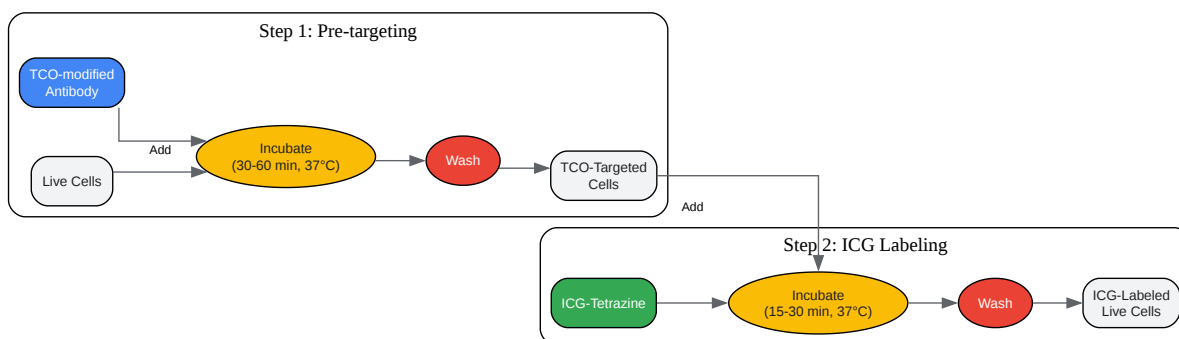 Step 1: Pre-targeting
TCO-modified
Antibody
Add
Live Cells
Incubate
(30-60 min, 37°C)
Wash
TCO-Targeted
Cells
Add
Step 2: ICG Labeling
ICG-Tetrazine
Incubate
(15-30 min, 37°C)
Wash
ICG-Labeled
Live Cells